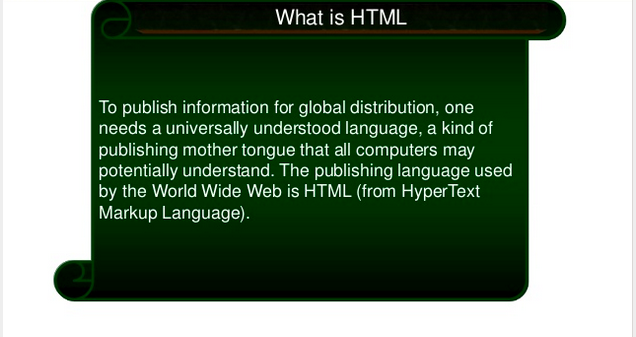 What is HTML
To publish information for global distribution, one
needs a universally understood language, a kind of
publishing mother tongue that all computers may
potentially understand. The publishing language used
by the World Wide Web is HTML (from HyperText
Markup Language).